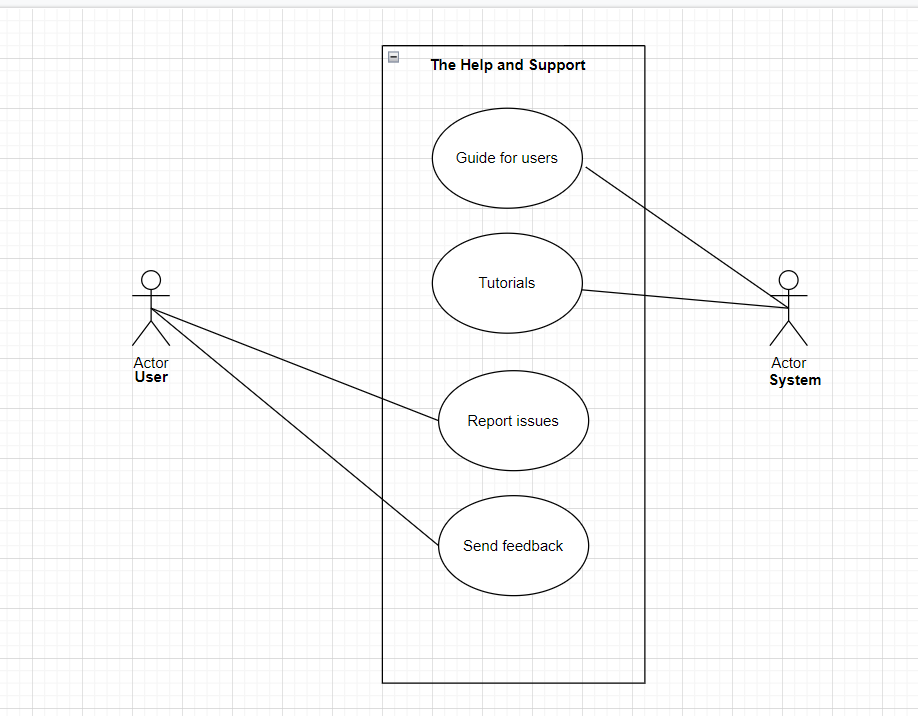 The Help and Support
Guide for users
Tutorials
Actor
User
Actor
System
Report issues
Send feedback